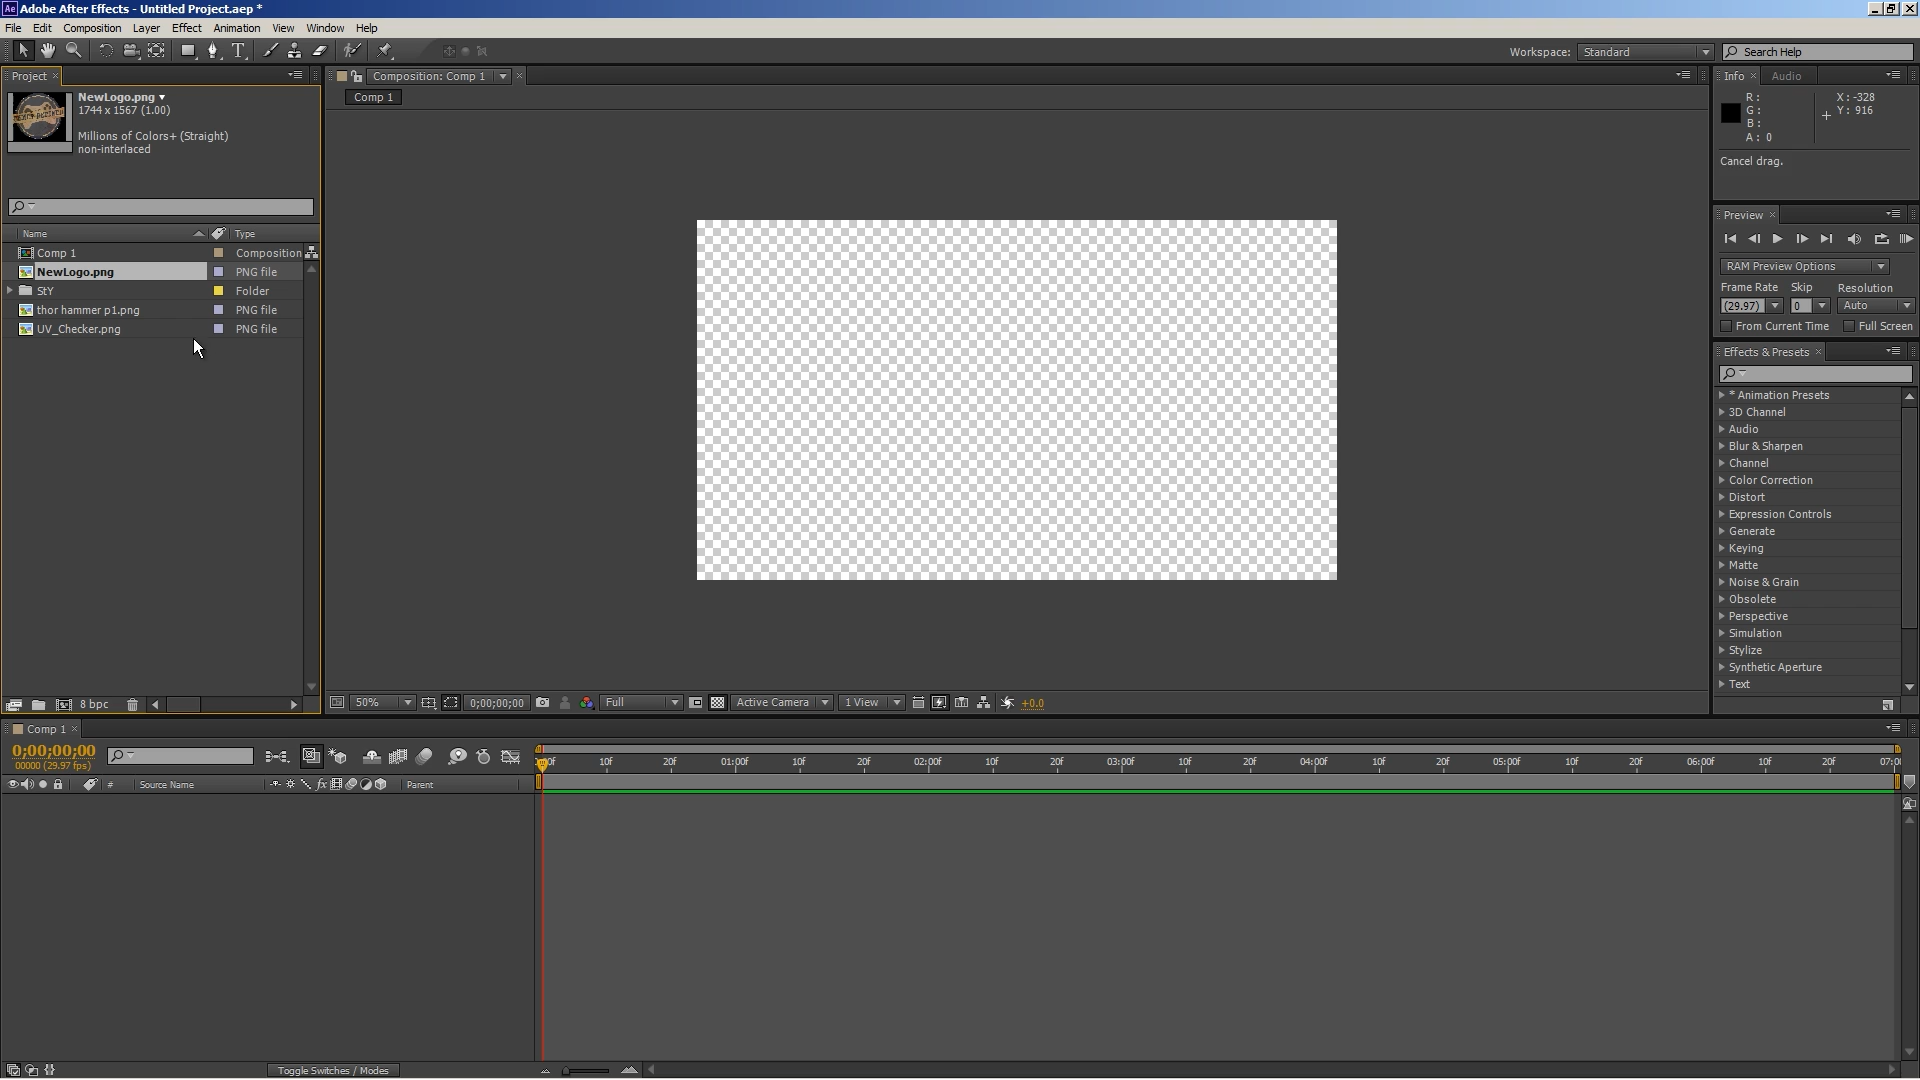 Ae Adobe After Effects - Untitled Project.aep *
File Edit Composition Layer Effect Animation View Window Help
T
Workspace: Standard Search Help
Project
NewLogo.png
1744 x 1567 (1.00)
Millions of Colors+ (Straight)
non-interlaced
Name Type
Comp 1 Composition
NewLogo.png PNG file
StY Folder
thor hammer p1.png PNG file
UV_Checker.png PNG file
8 bpc
Composition: Comp 1
Comp 1
50% 0;00;00;00 Full Active Camera 1 View +0.0
Info Audio
R :
G :
B :
A : 0
X : -328
Y : 916
Cancel drag.
Preview
RAM Preview Options
Frame Rate Skip Resolution
(29.97) 0 Auto
From Current Time Full Screen
Effects & Presets
* Animation Presets
3D Channel
Audio
Blur & Sharpen
Channel
Color Correction
Distort
Expression Controls
Generate
Keying
Matte
Noise & Grain
Obsolete
Perspective
Simulation
Stylize
Synthetic Aperture
Text
Comp 1
0;00;00;00
00000 (29.97 fps)
# Source Name fx Parent
10f 20f 01:00f 10f 20f 02:00f 10f 20f 03:00f 10f 20f 04:00f 10f 20f 05:00f 10f 20f 06:00f 10f 20f
Toggle Switches / Modes